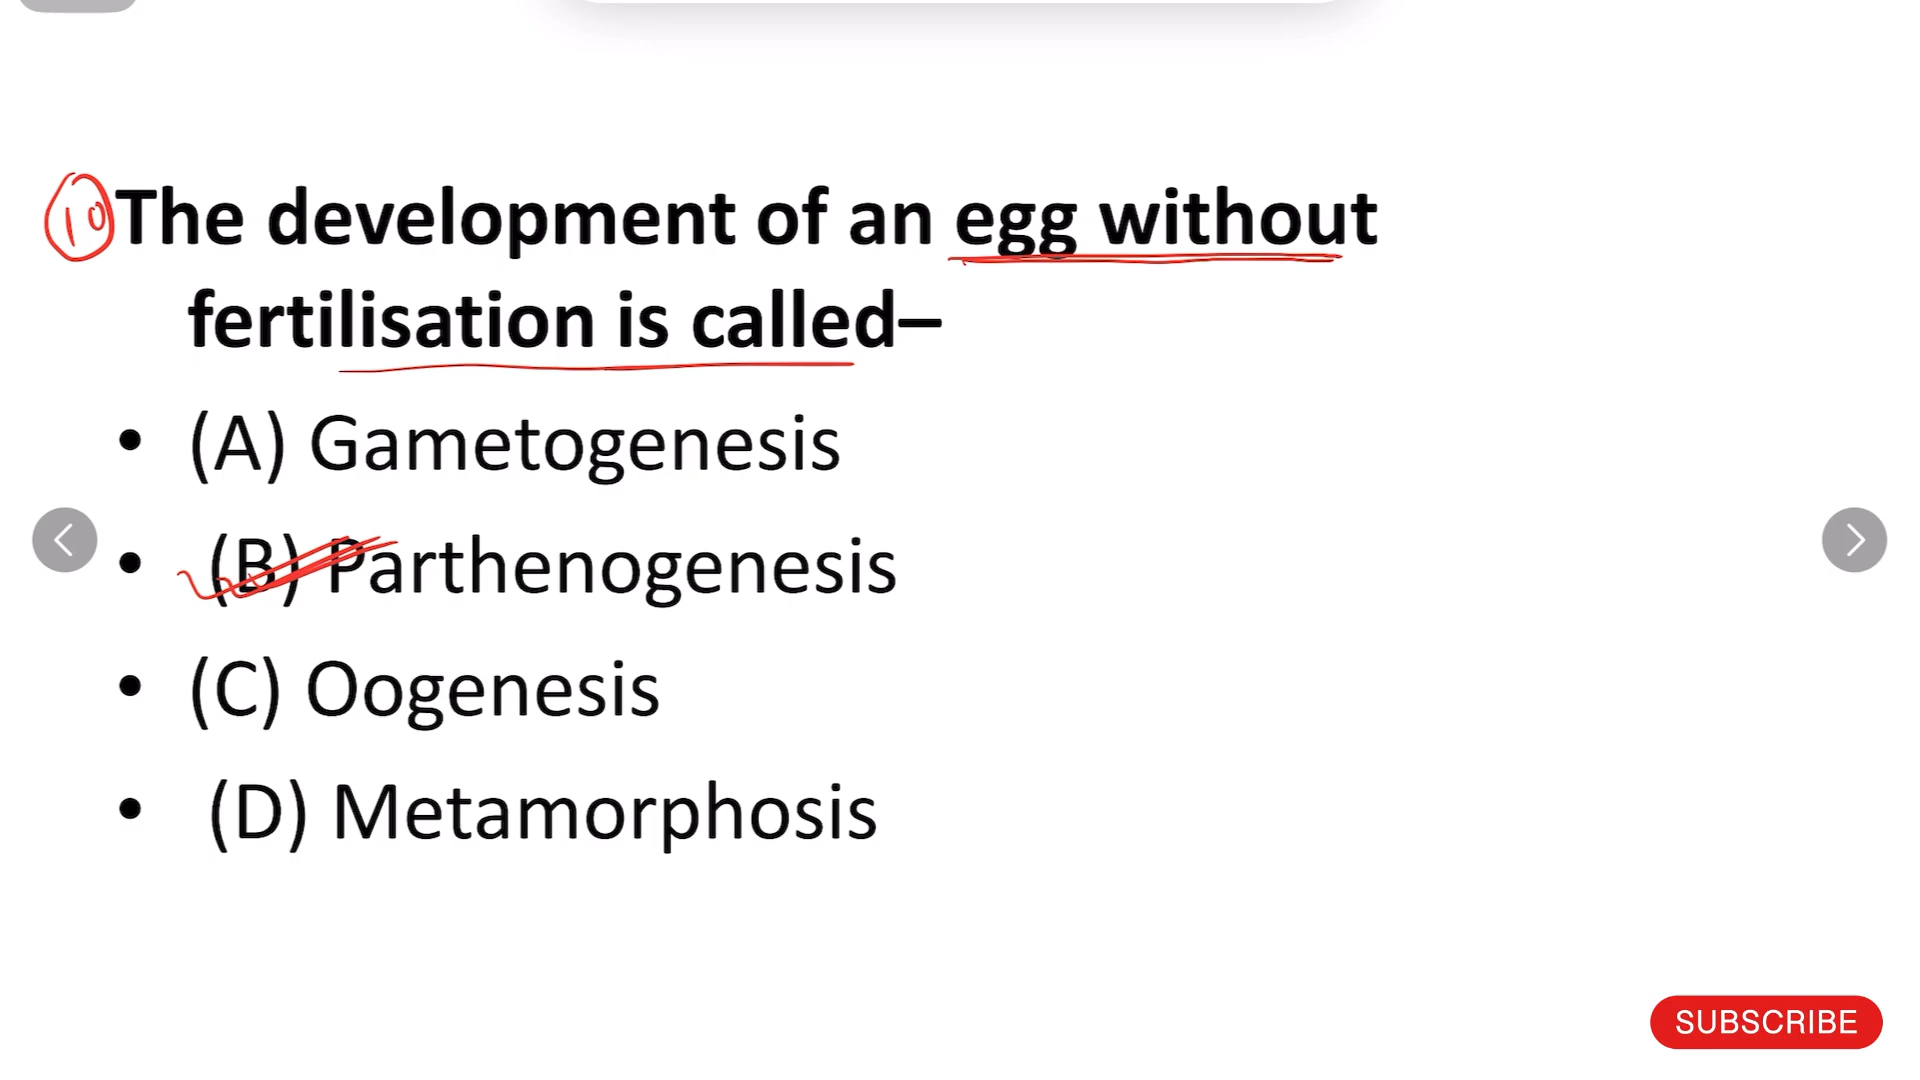 10 The development of an egg without
fertilisation is called–
• (A) Gametogenesis
• (B) Parthenogenesis
• (C) Oogenesis
• (D) Metamorphosis
SUBSCRIBE